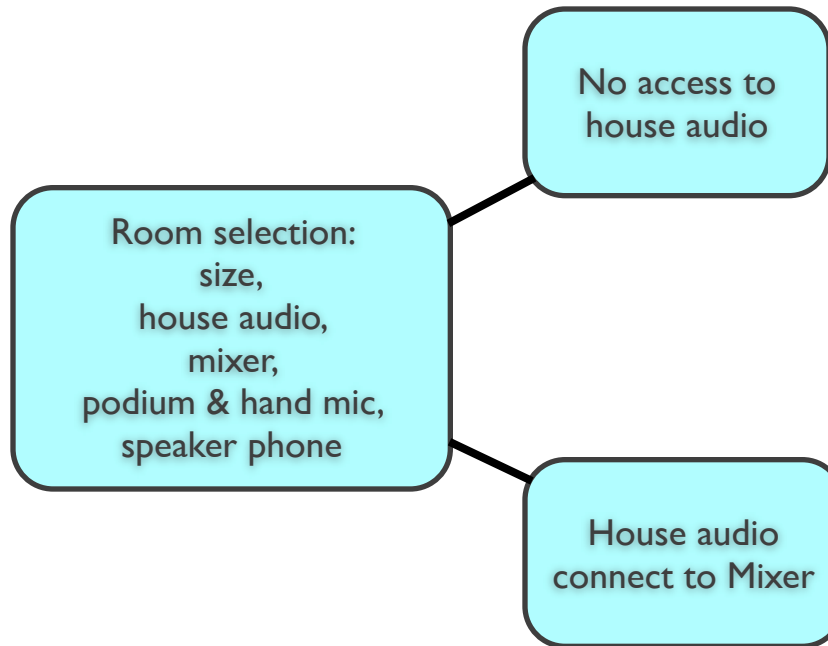 No access to
house audio
Room selection:
size,
house audio,
mixer,
podium & hand mic,
speaker phone
House audio
connect to Mixer